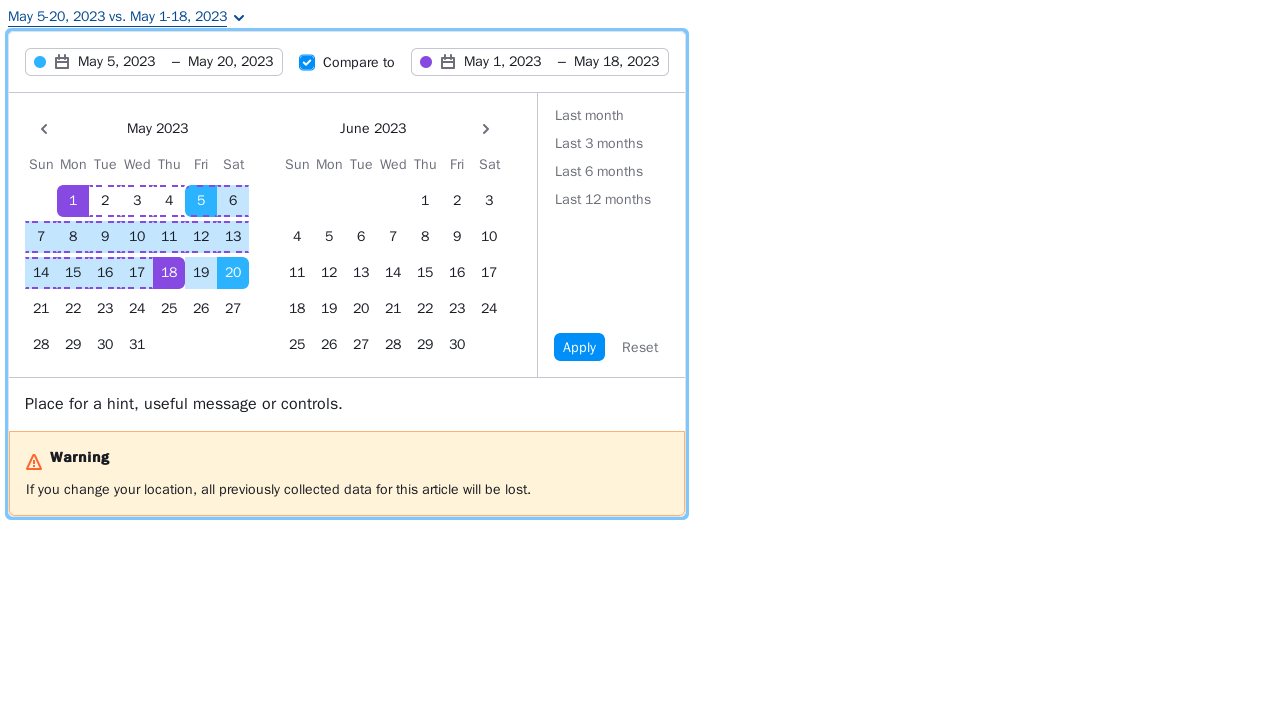 May 5-20, 2023 vs. May 1-18, 2023
May 5, 2023 – May 20, 2023 Compare to May 1, 2023 – May 18, 2023
May 2023 June 2023
Sun Mon Tue Wed Thu Fri Sat Sun Mon Tue Wed Thu Fri Sat
1 2 3 4 5 6 1 2 3
7 8 9 10 11 12 13 4 5 6 7 8 9 10
14 15 16 17 18 19 20 11 12 13 14 15 16 17
21 22 23 24 25 26 27 18 19 20 21 22 23 24
28 29 30 31 25 26 27 28 29 30
Last month
Last 3 months
Last 6 months
Last 12 months
Apply Reset
Place for a hint, useful message or controls.
Warning
If you change your location, all previously collected data for this article will be lost.